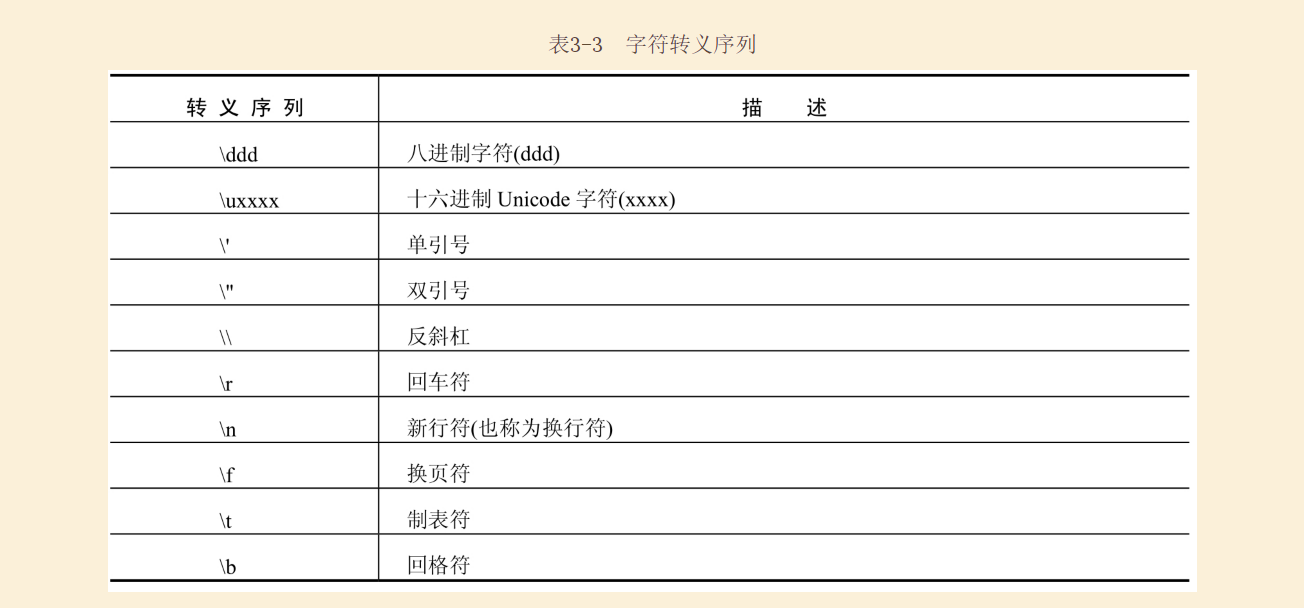 表3-3 字符转义序列
转义序列 描述
\ddd 八进制字符(ddd)
\uxxxx 十六进制 Unicode 字符(xxxx)
\' 单引号
\" 双引号
\\ 反斜杠
\r 回车符
\n 新行符(也称为换行符)
\f 换页符
\t 制表符
\b 回格符